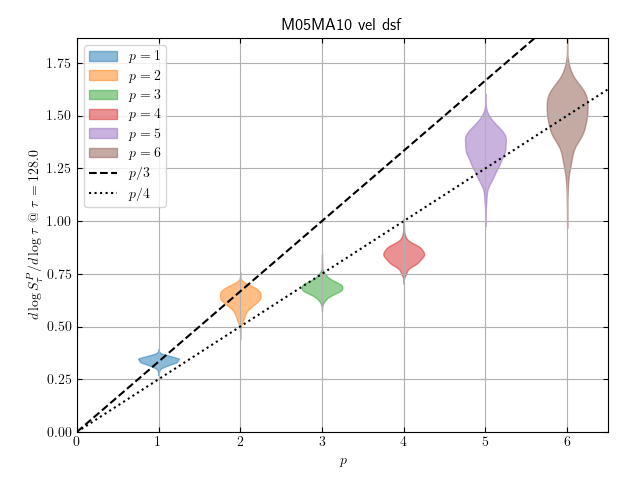 M05MA10 vel dsf
p = 1
p = 2
p = 3
p = 4
p = 5
p = 6
p/3
p/4
d log S_τ^P / d log τ @ τ = 128.0
1.75
1.50
1.25
1.00
0.75
0.50
0.25
0.00
0 1 2 3 4 5 6
p